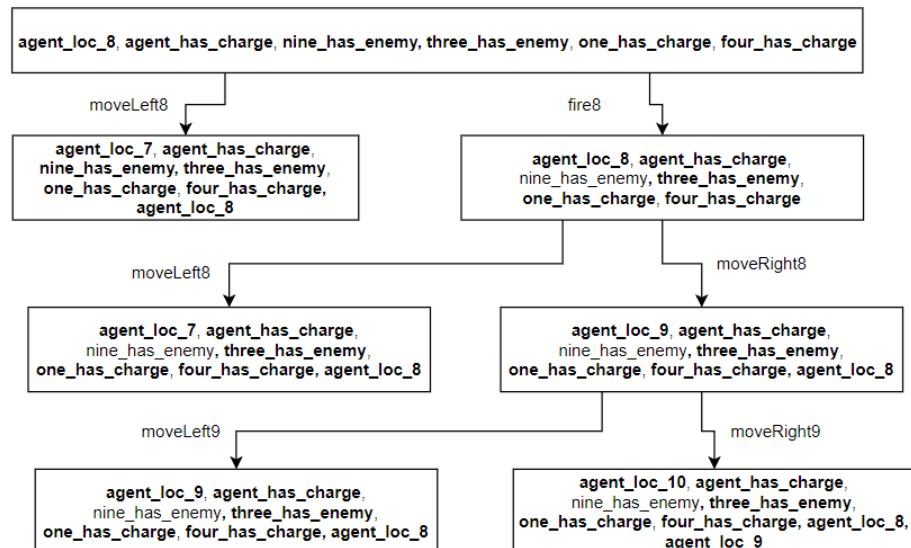 agent_loc_8, agent_has_charge, nine_has_enemy, three_has_enemy, one_has_charge, four_has_charge
moveLeft8
fire8
agent_loc_7, agent_has_charge,
nine_has_enemy, three_has_enemy,
one_has_charge, four_has_charge,
agent_loc_8
agent_loc_8, agent_has_charge,
nine_has_enemy, three_has_enemy,
one_has_charge, four_has_charge
moveLeft8
moveRight8
agent_loc_7, agent_has_charge,
nine_has_enemy, three_has_enemy,
one_has_charge, four_has_charge, agent_loc_8
agent_loc_9, agent_has_charge,
nine_has_enemy, three_has_enemy,
one_has_charge, four_has_charge, agent_loc_8
moveLeft9
moveRight9
agent_loc_9, agent_has_charge,
nine_has_enemy, three_has_enemy,
one_has_charge, four_has_charge, agent_loc_8
agent_loc_10, agent_has_charge,
nine_has_enemy, three_has_enemy,
one_has_charge, four_has_charge, agent_loc_8,
agent_loc_9